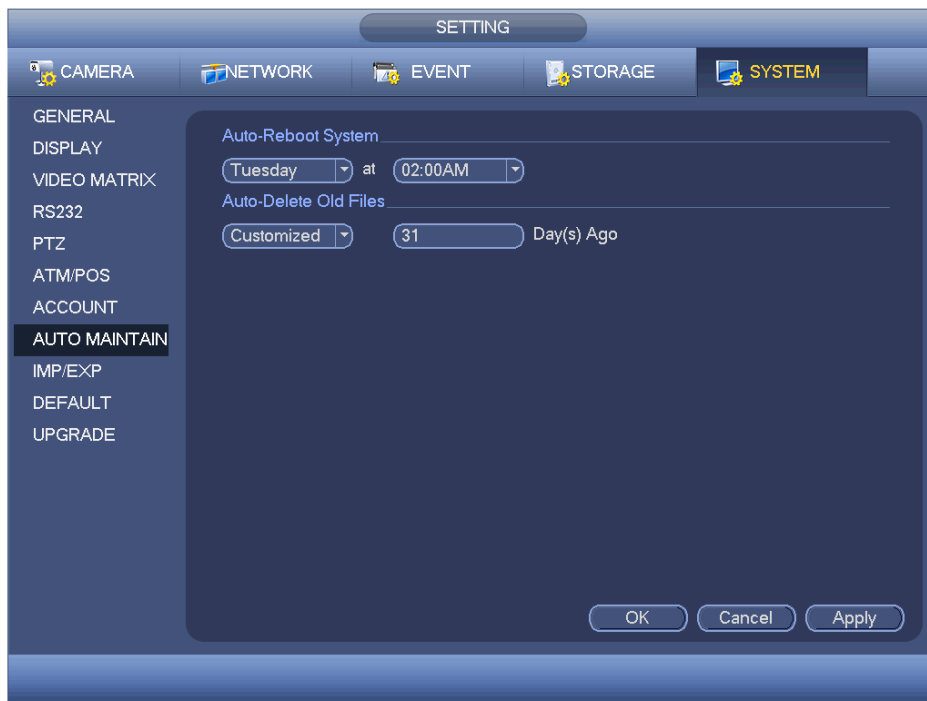 SETTING
CAMERA NETWORK EVENT STORAGE SYSTEM
GENERAL
DISPLAY
VIDEO MATRIX
RS232
PTZ
ATM/POS
ACCOUNT
AUTO MAINTAIN
IMP/EXP
DEFAULT
UPGRADE
Auto-Reboot System
Tuesday at 02:00AM
Auto-Delete Old Files
Customized 31 Day(s) Ago
OK Cancel Apply